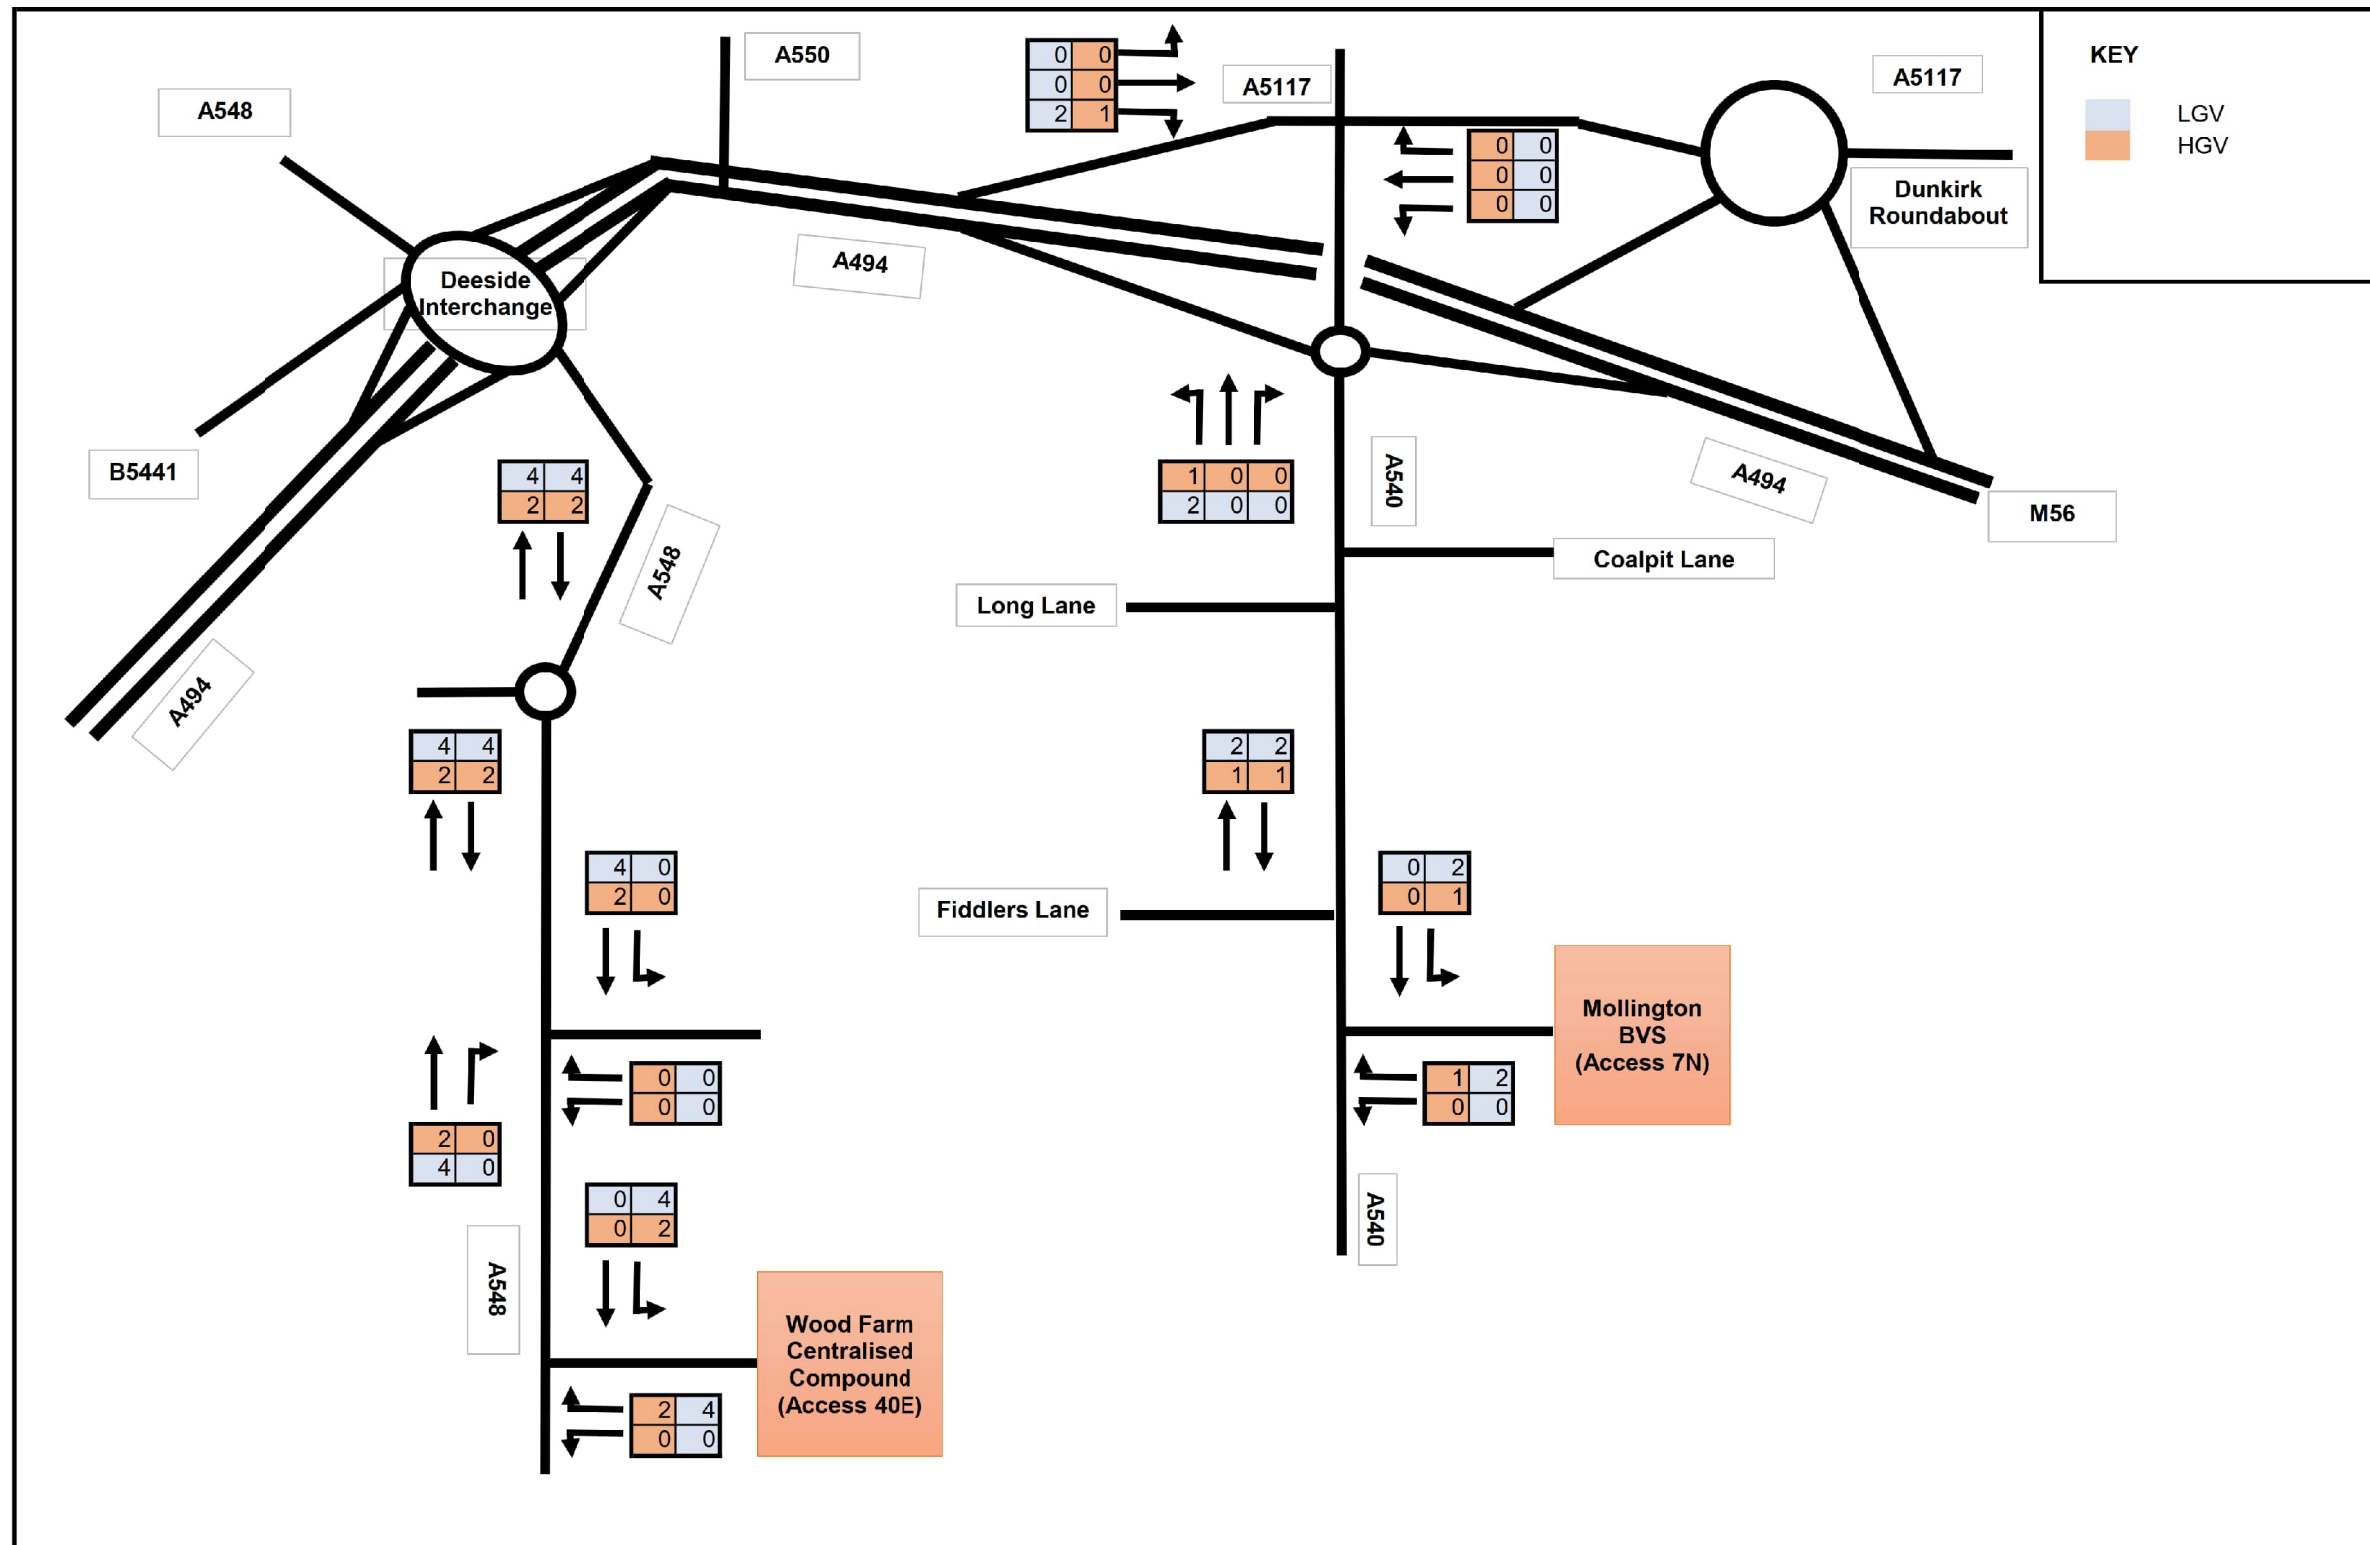 A550
A548
0 0
0 0
2 1
A5117
A5117
KEY
LGV
HGV
0 0
0 0
0 0
Dunkirk
Roundabout
A494
Deeside
Interchange
B5441
4 4
2 2
A548
1 0 0
2 0 0
A540
A494
M56
Coalpit Lane
Long Lane
A494
4 4
2 2
2 2
1 1
4 0
2 0
0 2
0 1
Fiddlers Lane
Mollington
BVS
(Access 7N)
0 0
0 0
1 2
0 0
2 0
4 0
0 4
0 2
A540
A548
Wood Farm
Centralised
Compound
(Access 40E)
2 4
0 0